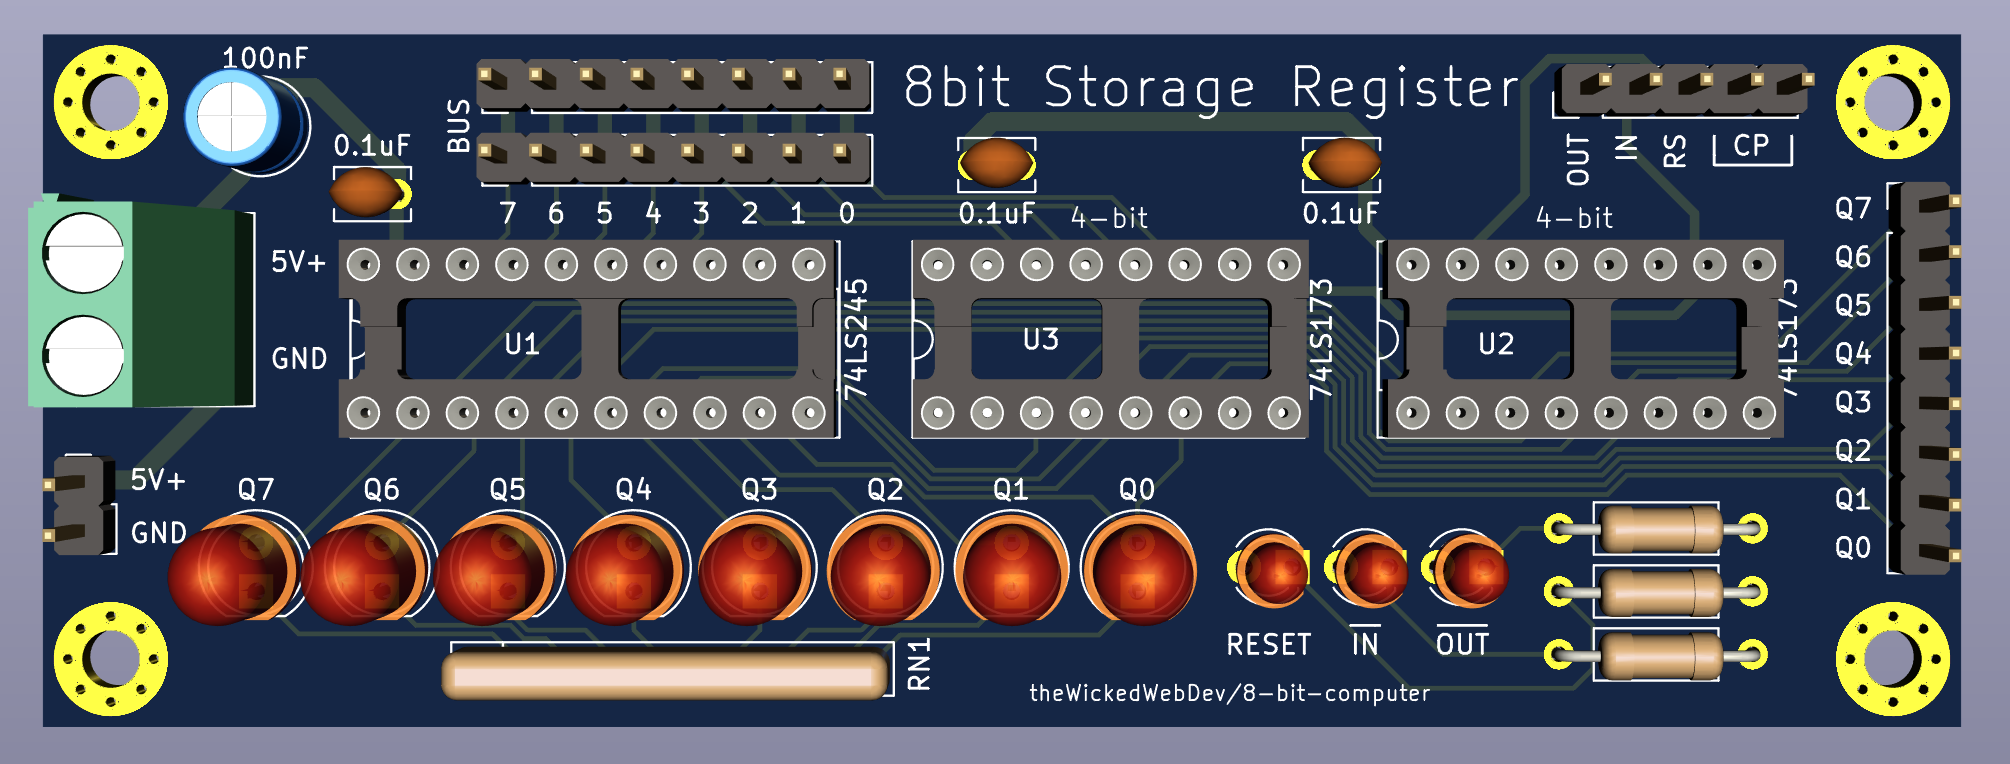 100nF
8bit Storage Register
BUS
0.1uF
OUT
IN
RS
CP
7 6 5 4 3 2 1 0
0.1uF
4-bit
0.1uF
4-bit
5V+
GND
U1
74LS245
U3
74LS173
U2
74LS173
Q7
Q6
Q5
Q4
Q3
Q2
Q1
Q0
5V+
GND
Q7 Q6 Q5 Q4 Q3 Q2 Q1 Q0
RESET
IN
OUT
RN1
theWickedWebDev/8-bit-computer